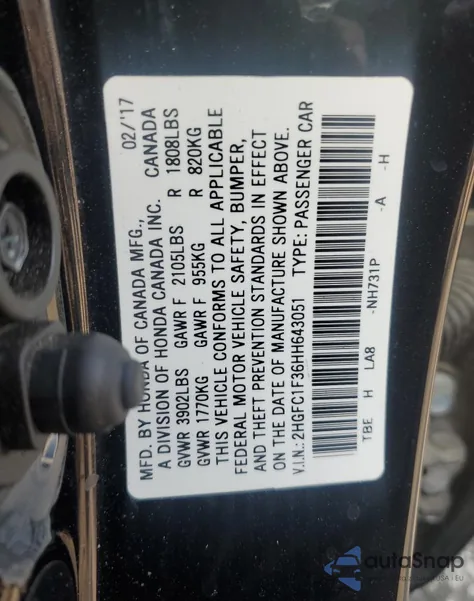 MFD. BY HONDA OF CANADA MFG., 02/'17
A DIVISION OF HONDA CANADA INC. CANADA
GVWR 3902LBS GAWR F 2105LBS R 1808LBS
GVWR 1770KG GAWR F 955KG R 820KG
THIS VEHICLE CONFORMS TO ALL APPLICABLE
FEDERAL MOTOR VEHICLE SAFETY, BUMPER,
AND THEFT PREVENTION STANDARDS IN EFFECT
ON THE DATE OF MANUFACTURE SHOWN ABOVE.
V.I.N.: 2HGFC1F36HH643051 TYPE: PASSENGER CAR
TBE H LA8 -NH731P -A -H
autoSnap